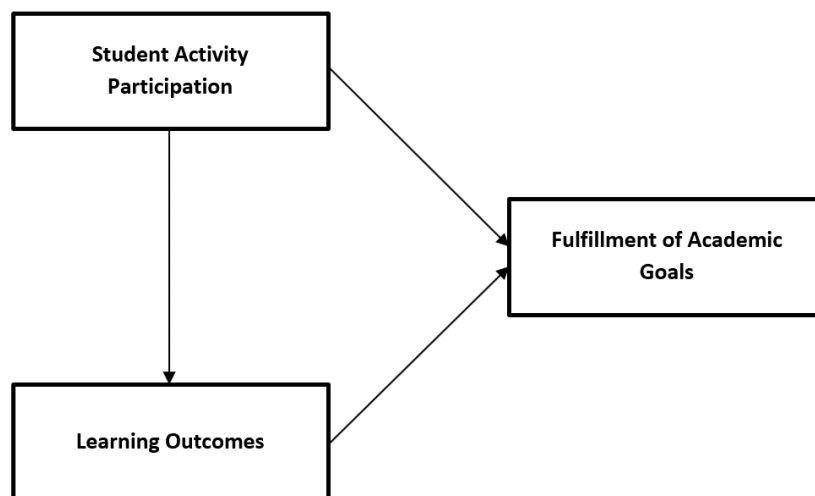 Student Activity
Participation
Fulfillment of Academic
Goals
Learning Outcomes